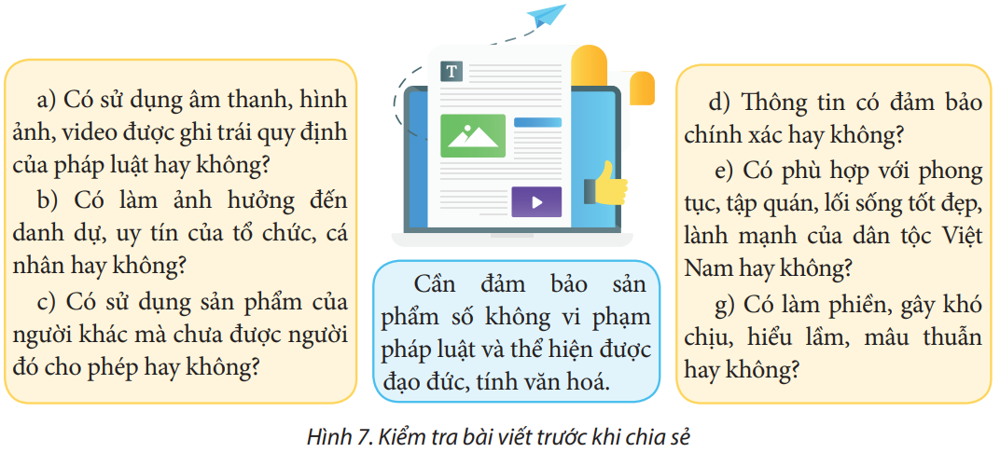 a) Có sử dụng âm thanh, hình
ảnh, video được ghi trái quy định
của pháp luật hay không?
b) Có làm ảnh hưởng đến
danh dự, uy tín của tổ chức, cá
nhân hay không?
c) Có sử dụng sản phẩm của
người khác mà chưa được người
đó cho phép hay không?
T
Cần đảm bảo sản
phẩm số không vi phạm
pháp luật và thể hiện được
đạo đức, tính văn hoá.
d) Thông tin có đảm bảo
chính xác hay không?
e) Có phù hợp với phong
tục, tập quán, lối sống tốt đẹp,
lành mạnh của dân tộc Việt
Nam hay không?
g) Có làm phiền, gây khó
chịu, hiểu lầm, mâu thuẫn
hay không?
Hình 7. Kiểm tra bài viết trước khi chia sẻ